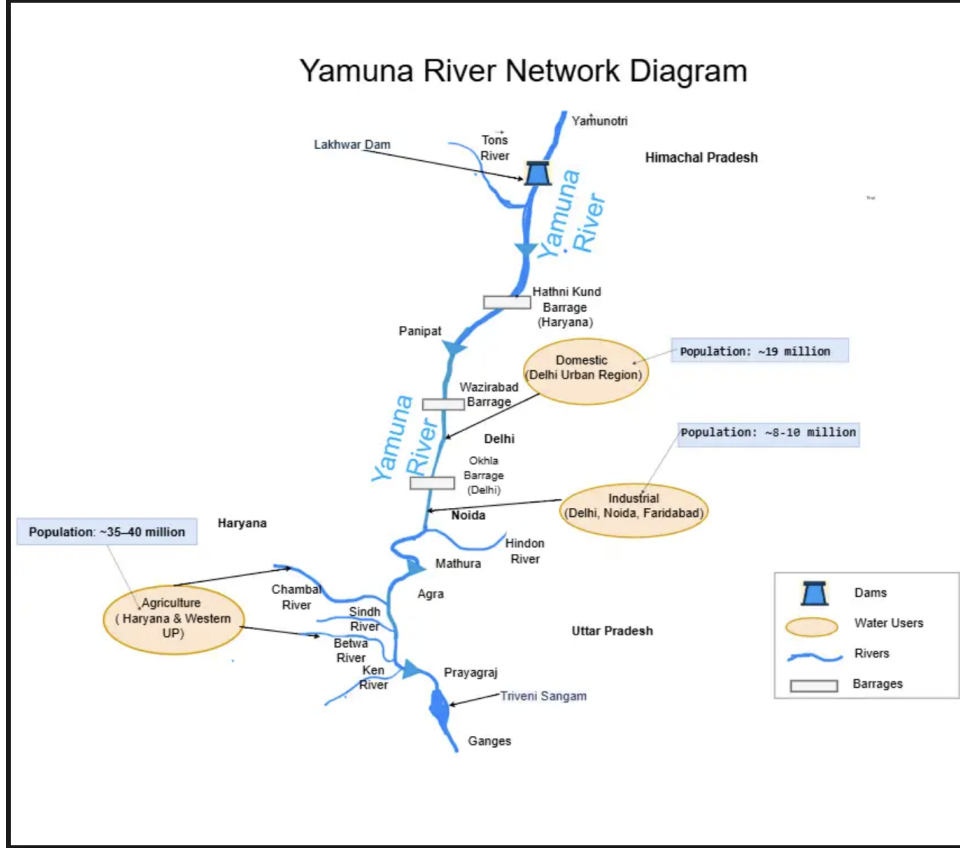 Yamuna River Network Diagram
Yamunotri
Tons
River
Lakhwar Dam
Himachal Pradesh
Yamuna
River
Hathni Kund
Barrage
(Haryana)
Panipat
Domestic
(Delhi Urban Region)
Population: ~19 million
Wazirabad
Barrage
Yamuna
River
Delhi
Population: ~8-10 million
Okhla
Barrage
(Delhi)
Industrial
(Delhi, Noida, Faridabad)
Noida
Haryana
Population: ~35–40 million
Hindon
River
Mathura
Chambal
River
Agra
Agriculture
( Haryana & Western
UP)
Sindh
River
Uttar Pradesh
Betwa
River
Ken
River
Prayagraj
Triveni Sangam
Ganges
Dams
Water Users
Rivers
Barrages